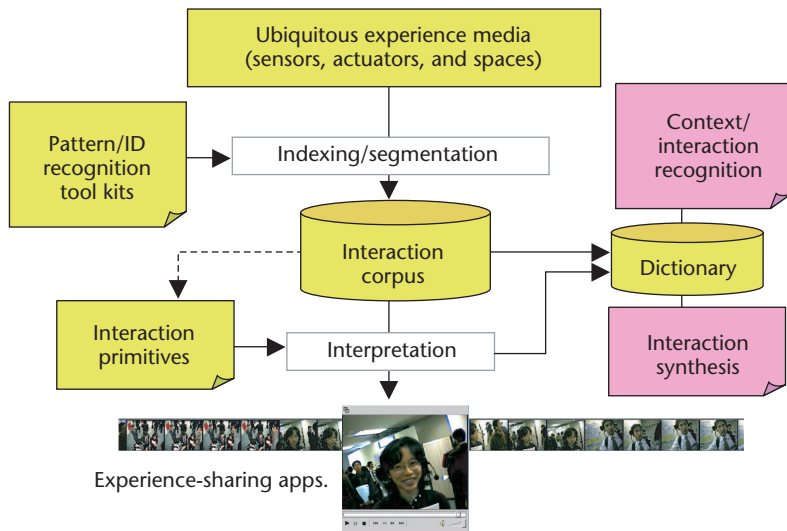 Ubiquitous experience media
(sensors, actuators, and spaces)
Pattern/ID
recognition
tool kits
Indexing/segmentation
Context/
interaction
recognition
Interaction
corpus
Dictionary
Interaction
primitives
Interpretation
Interaction
synthesis
Experience-sharing apps.